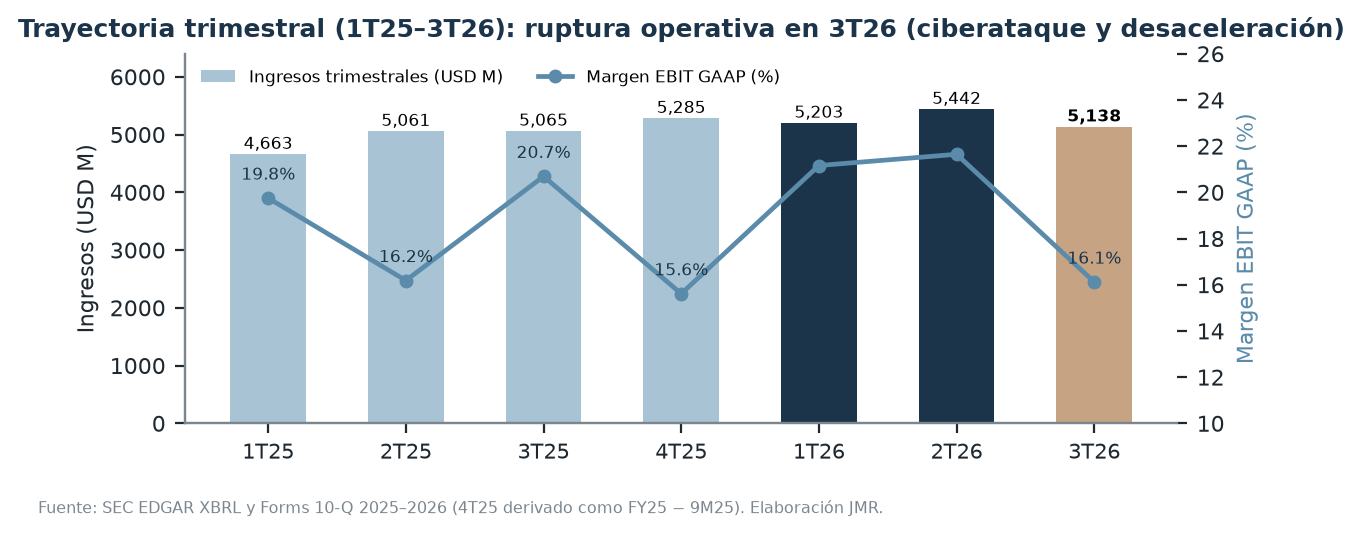 Trayectoria trimestral (1T25–3T26): ruptura operativa en 3T26 (ciberataque y desaceleración)
Ingresos trimestrales (USD M)
Margen EBIT GAAP (%)
Ingresos (USD M)
6000
5000
4000
3000
2000
1000
0
4,663
5,061
5,065
5,285
5,203
5,442
5,138
19.8%
16.2%
20.7%
15.6%
16.1%
26
24
22
20
18
16
14
12
10
Margen EBIT GAAP (%)
1T25
2T25
3T25
4T25
1T26
2T26
3T26
Fuente: SEC EDGAR XBRL y Forms 10-Q 2025–2026 (4T25 derivado como FY25 − 9M25). Elaboración JMR.